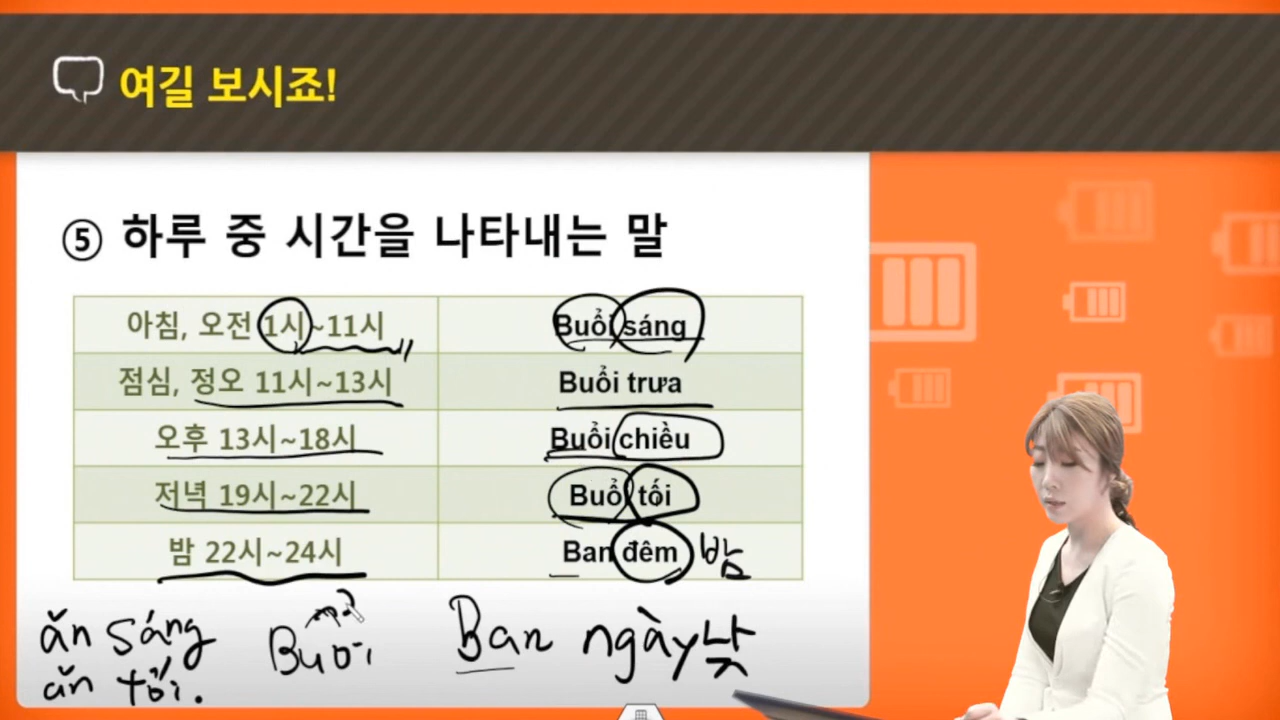 여길 보시죠!
⑤ 하루 중 시간을 나타내는 말
아침, 오전 1시~11시 Buổi sáng
점심, 정오 11시~13시 Buổi trưa
오후 13시~18시 Buổi chiều
저녁 19시~22시 Buổi tối
밤 22시~24시 Ban đêm 밤
ăn sáng Buổi Ban ngày 낮
ăn tối.